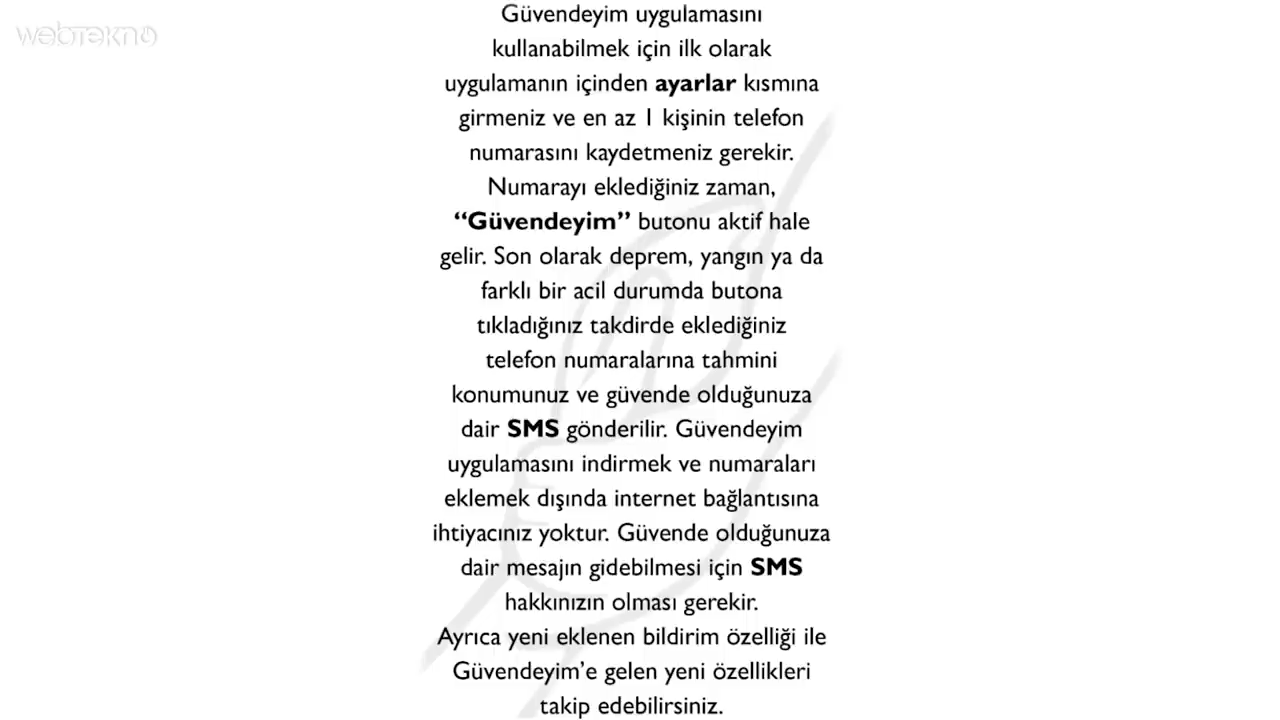 webtekno
Güvendeyim uygulamasını
kullanabilmek için ilk olarak
uygulamanın içinden ayarlar kısmına
girmeniz ve en az 1 kişinin telefon
numarasını kaydetmeniz gerekir.
Numarayı eklediğiniz zaman,
“Güvendeyim” butonu aktif hale
gelir. Son olarak deprem, yangın ya da
farklı bir acil durumda butona
tıkladığınız takdirde eklediğiniz
telefon numaralarına tahmini
konumunuz ve güvende olduğunuza
dair SMS gönderilir. Güvendeyim
uygulamasını indirmek ve numaraları
eklemek dışında internet bağlantısına
ihtiyacınız yoktur. Güvende olduğunuza
dair mesajın gidebilmesi için SMS
hakkınızın olması gerekir.
Ayrıca yeni eklenen bildirim özelliği ile
Güvendeyim’e gelen yeni özellikleri
takip edebilirsiniz.